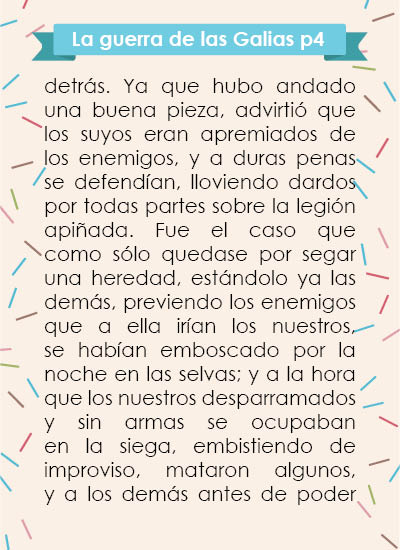 La guerra de las Galias p4
detrás. Ya que hubo andado
una buena pieza, advirtió que
los suyos eran apremiados de
los enemigos, y a duras penas
se defendían, lloviendo dardos
por todas partes sobre la legión
apiñada. Fue el caso que
como sólo quedase por segar
una heredad, estándolo ya las
demás, previendo los enemigos
que a ella irían los nuestros,
se habían emboscado por la
noche en las selvas; y a la hora
que los nuestros desparramados
y sin armas se ocupaban
en la siega, embistiendo de
improviso, mataron algunos,
y a los demás antes de poder